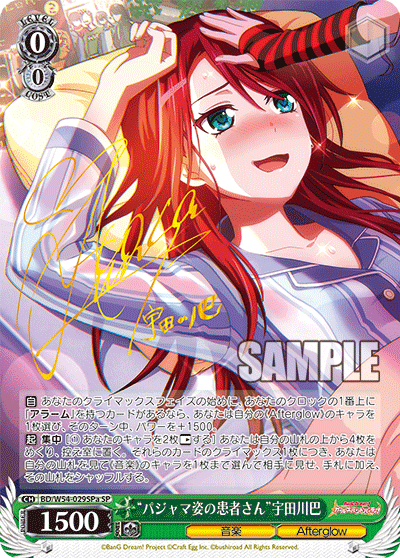 LEVEL
0
0
COST
宇田川巴
SAMPLE
自 あなたのクライマックスフェイズの始めに、あなたのクロックの1番上に
「アラーム」を持つカードがあるなら、あなたは自分の《Afterglow》のキャラを
1枚選び、そのターン中、パワーを+1500。
起 集中 [① あなたのキャラを2枚する] あなたは自分の山札の上から4枚を
めくり、控え室に置く。それらのカードのクライマックス1枚につき、あなたは
自分の山札を見て《音楽》のキャラを1枚まで選んで相手に見せ、手札に加え、
その山札をシャッフルする。
CH BD/W54-029SPa SP
POWER
1500
"パジャマ姿の患者さん"宇田川巴
音楽
Afterglow
©BanG Dream! Project ©Craft Egg Inc. ©bushiroad All Rights Reserved.